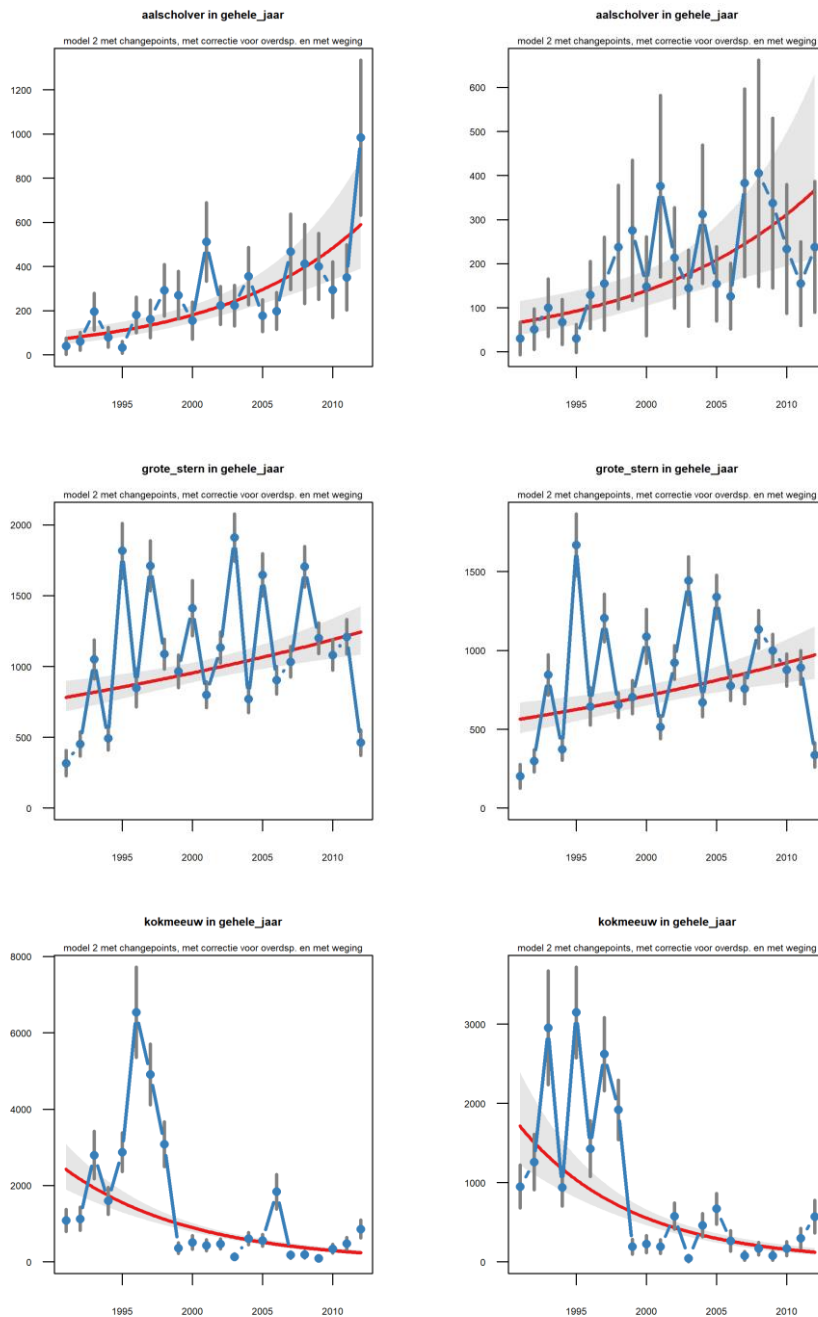 aalscholver in gehele_jaar
model 2 met changepoints, met correctie voor overdsp. en met weging
1200
1000
800
600
400
200
0
1995 2000 2005 2010
aalscholver in gehele_jaar
model 2 met changepoints, met correctie voor overdsp. en met weging
600
500
400
300
200
100
0
1995 2000 2005 2010
grote_stern in gehele_jaar
model 2 met changepoints, met correctie voor overdsp. en met weging
2000
1500
1000
500
0
1995 2000 2005 2010
grote_stern in gehele_jaar
model 2 met changepoints, met correctie voor overdsp. en met weging
1500
1000
500
0
1995 2000 2005 2010
kokmeeuw in gehele_jaar
model 2 met changepoints, met correctie voor overdsp. en met weging
8000
6000
4000
2000
0
1995 2000 2005 2010
kokmeeuw in gehele_jaar
model 2 met changepoints, met correctie voor overdsp. en met weging
3000
2000
1000
0
1995 2000 2005 2010